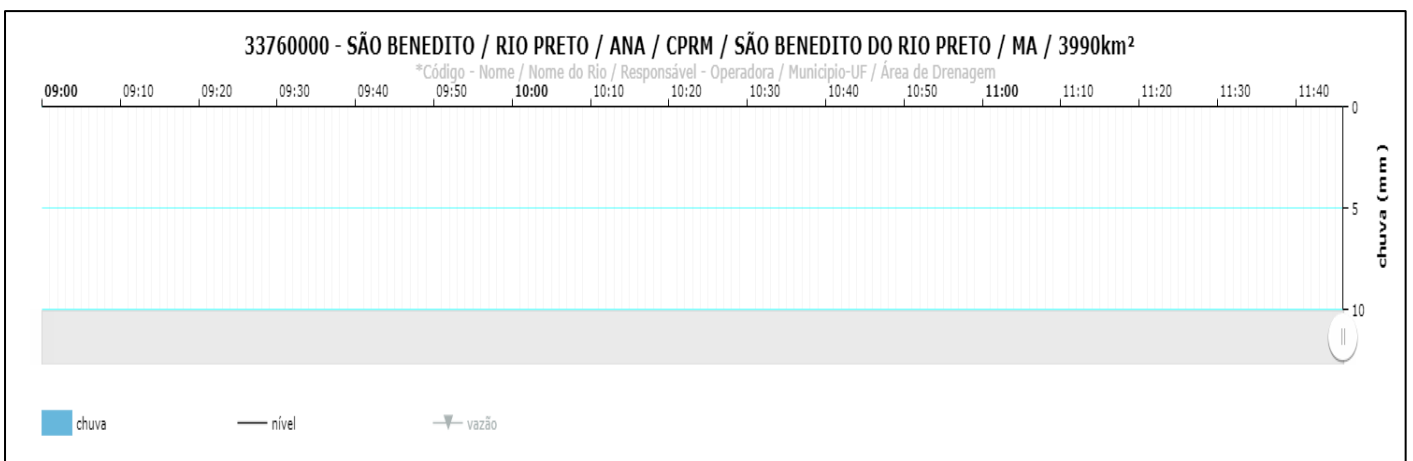 33760000 - SÃO BENEDITO / RIO PRETO / ANA / CPRM / SÃO BENEDITO DO RIO PRETO / MA / 3990km²
*Código - Nome / Nome do Rio / Responsável - Operadora / Municipio-UF / Área de Drenagem
09:00 09:10 09:20 09:30 09:40 09:50 10:00 10:10 10:20 10:30 10:40 10:50 11:00 11:10 11:20 11:30 11:40
0
5
10
chuva (mm)
chuva nível vazão